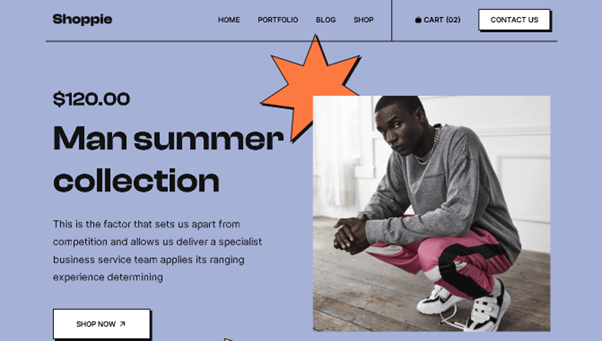 Shoppie
HOME PORTFOLIO BLOG SHOP CART (02) CONTACT US
$120.00
Man summer
collection
This is the factor that sets us apart from
competition and allows us deliver a specialist
business service team applies its ranging
experience determining
SHOP NOW